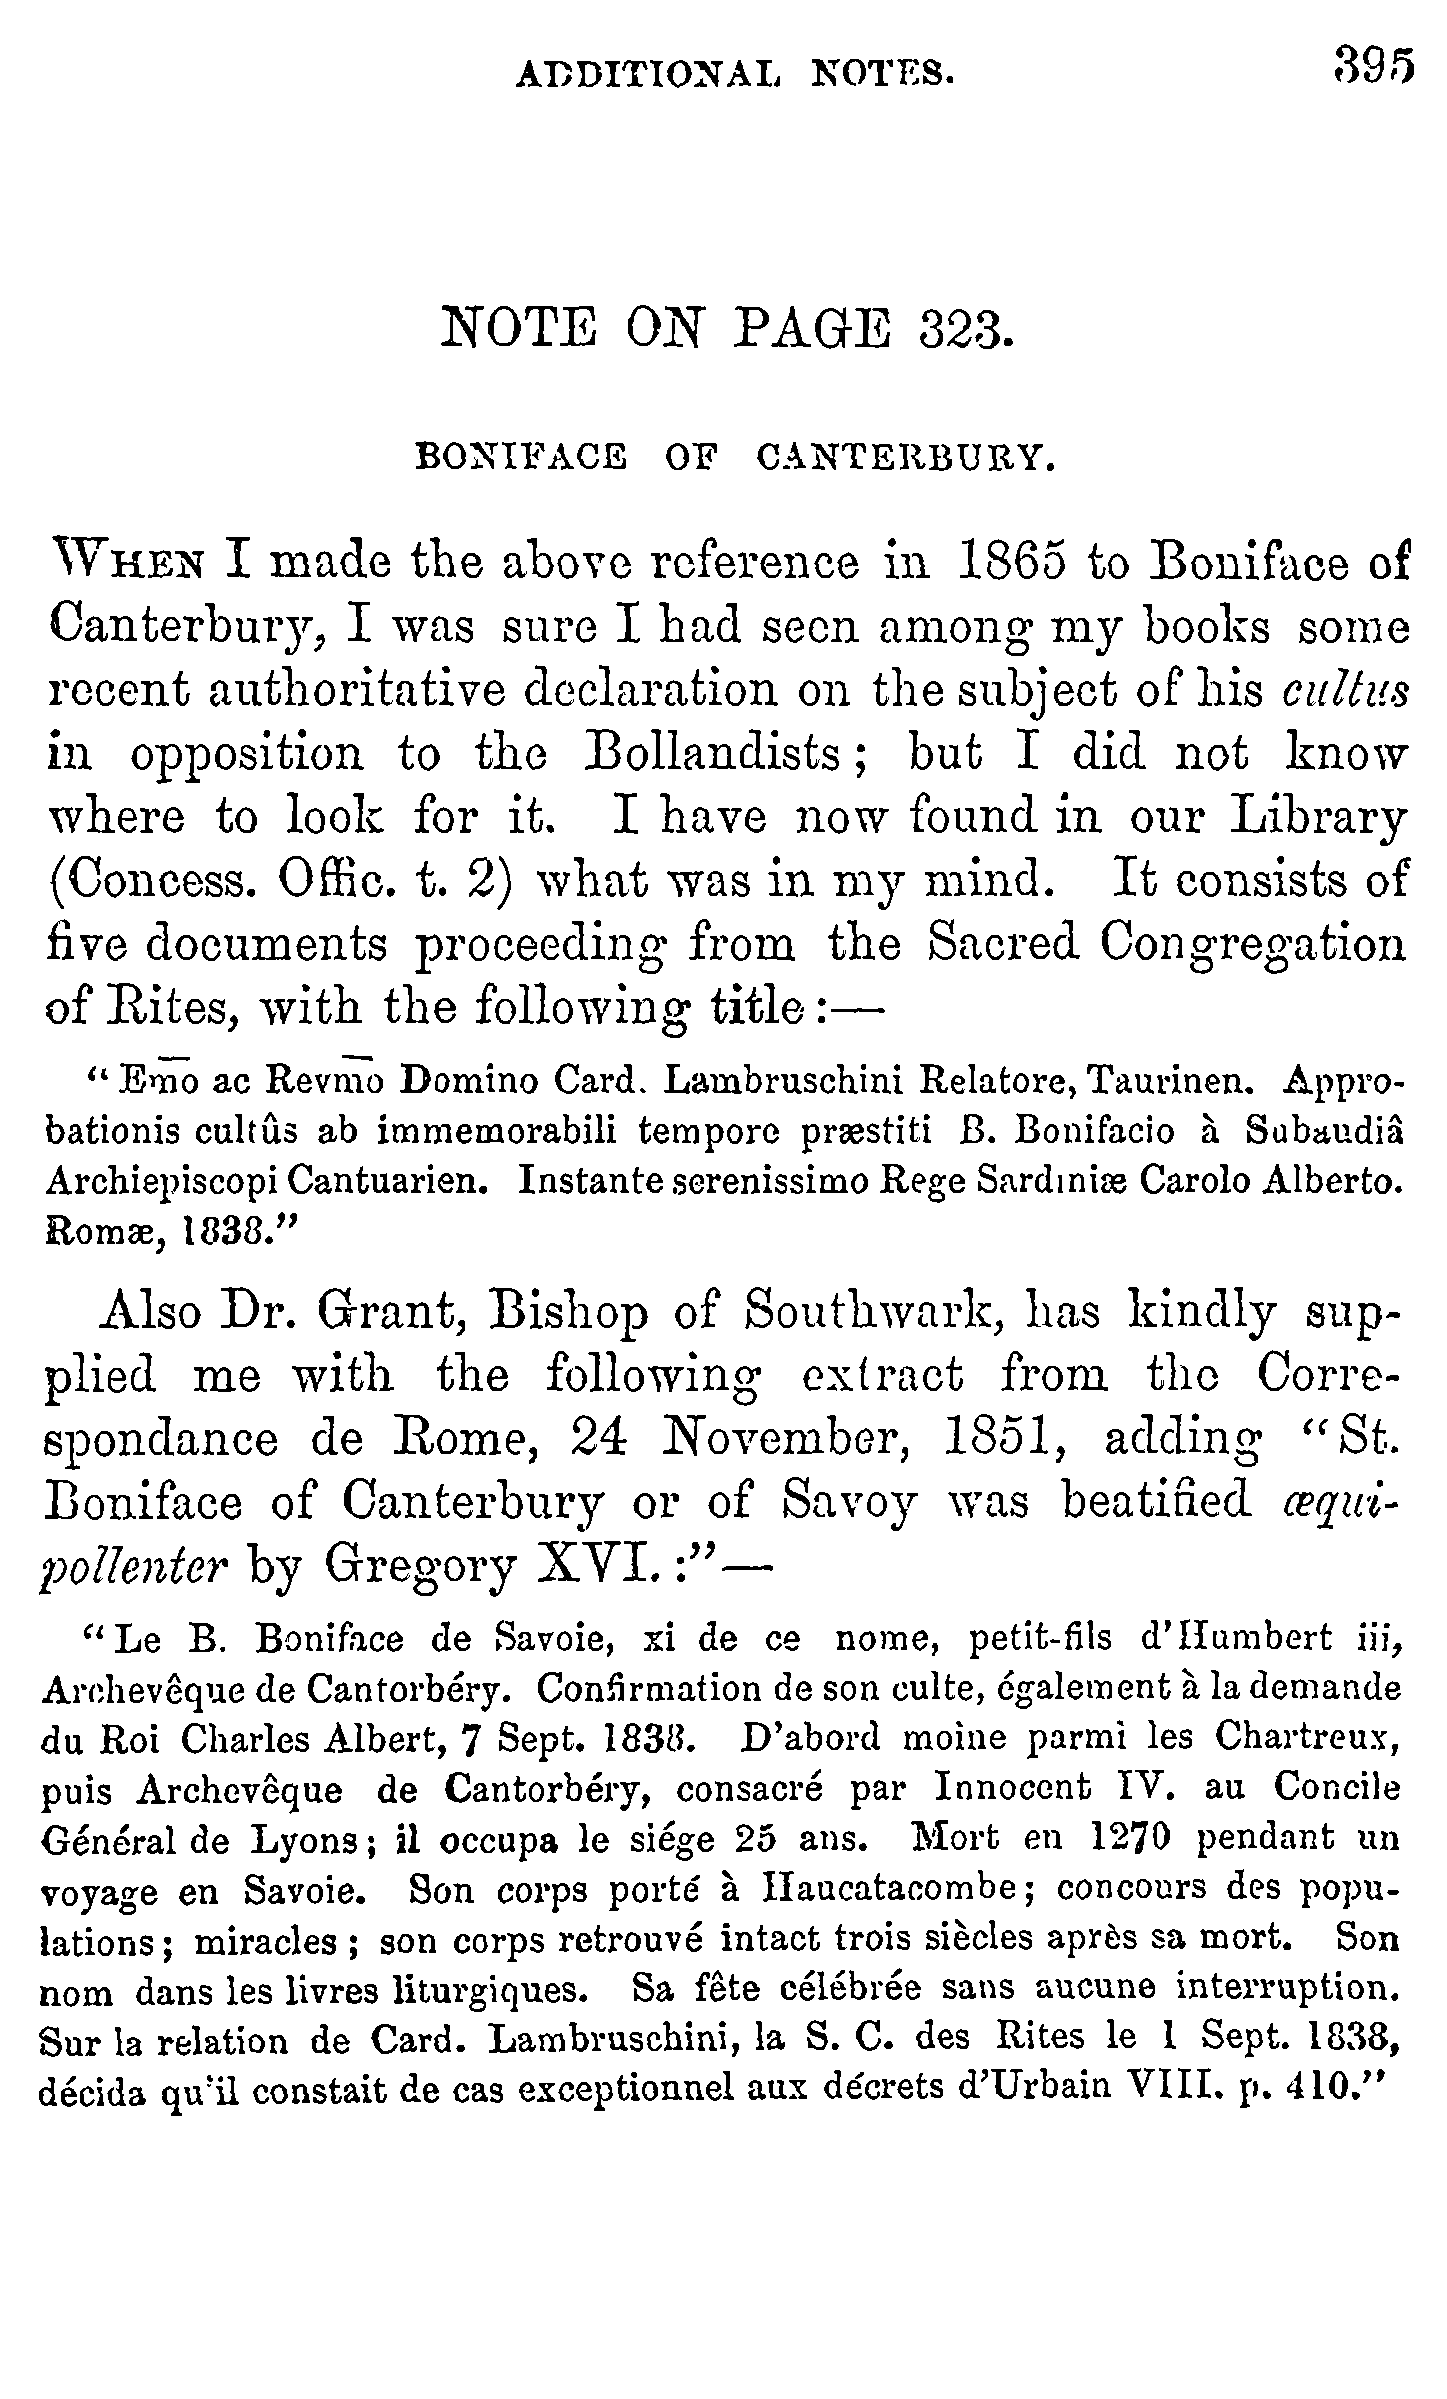 ADDITIONAL NOTES. 395
NOTE ON PAGE 323.
BONIFACE OF CANTERBURY.
WHEN I made the above reference in 1865 to Boniface of
Canterbury, I was sure I had seen among my books some
recent authoritative declaration on the subject of his cultus
in opposition to the Bollandists; but I did not know
where to look for it. I have now found in our Library
(Concess. Offic. t. 2) what was in my mind. It consists of
five documents proceeding from the Sacred Congregation
of Rites, with the following title:—
“Em̅o ac Revm̅o Domino Card. Lambruschini Relatore, Taurinen. Appro-
bationis cultûs ab immemorabili tempore præstiti B. Bonifacio à Subaudiâ
Archiepiscopi Cantuarien. Instante serenissimo Rege Sardiniæ Carolo Alberto.
Romæ, 1838.”
Also Dr. Grant, Bishop of Southwark, has kindly sup-
plied me with the following extract from the Corre-
spondance de Rome, 24 November, 1851, adding “St.
Boniface of Canterbury or of Savoy was beatified æqui-
pollenter by Gregory XVI.:”—
“Le B. Boniface de Savoie, xi de ce nome, petit-fils d’Humbert iii,
Archevêque de Cantorbéry. Confirmation de son culte, également à la demande
du Roi Charles Albert, 7 Sept. 1838. D’abord moine parmi les Chartreux,
puis Archevêque de Cantorbéry, consacré par Innocent IV. au Concile
Général de Lyons; il occupa le siége 25 ans. Mort en 1270 pendant un
voyage en Savoie. Son corps porté à Haucatacombe; concours des popu-
lations; miracles; son corps retrouvé intact trois siècles après sa mort. Son
nom dans les livres liturgiques. Sa fête célébrée sans aucune interruption.
Sur la relation de Card. Lambruschini, la S. C. des Rites le 1 Sept. 1838,
décida qu’il constait de cas exceptionnel aux décrets d’Urbain VIII. p. 410.”